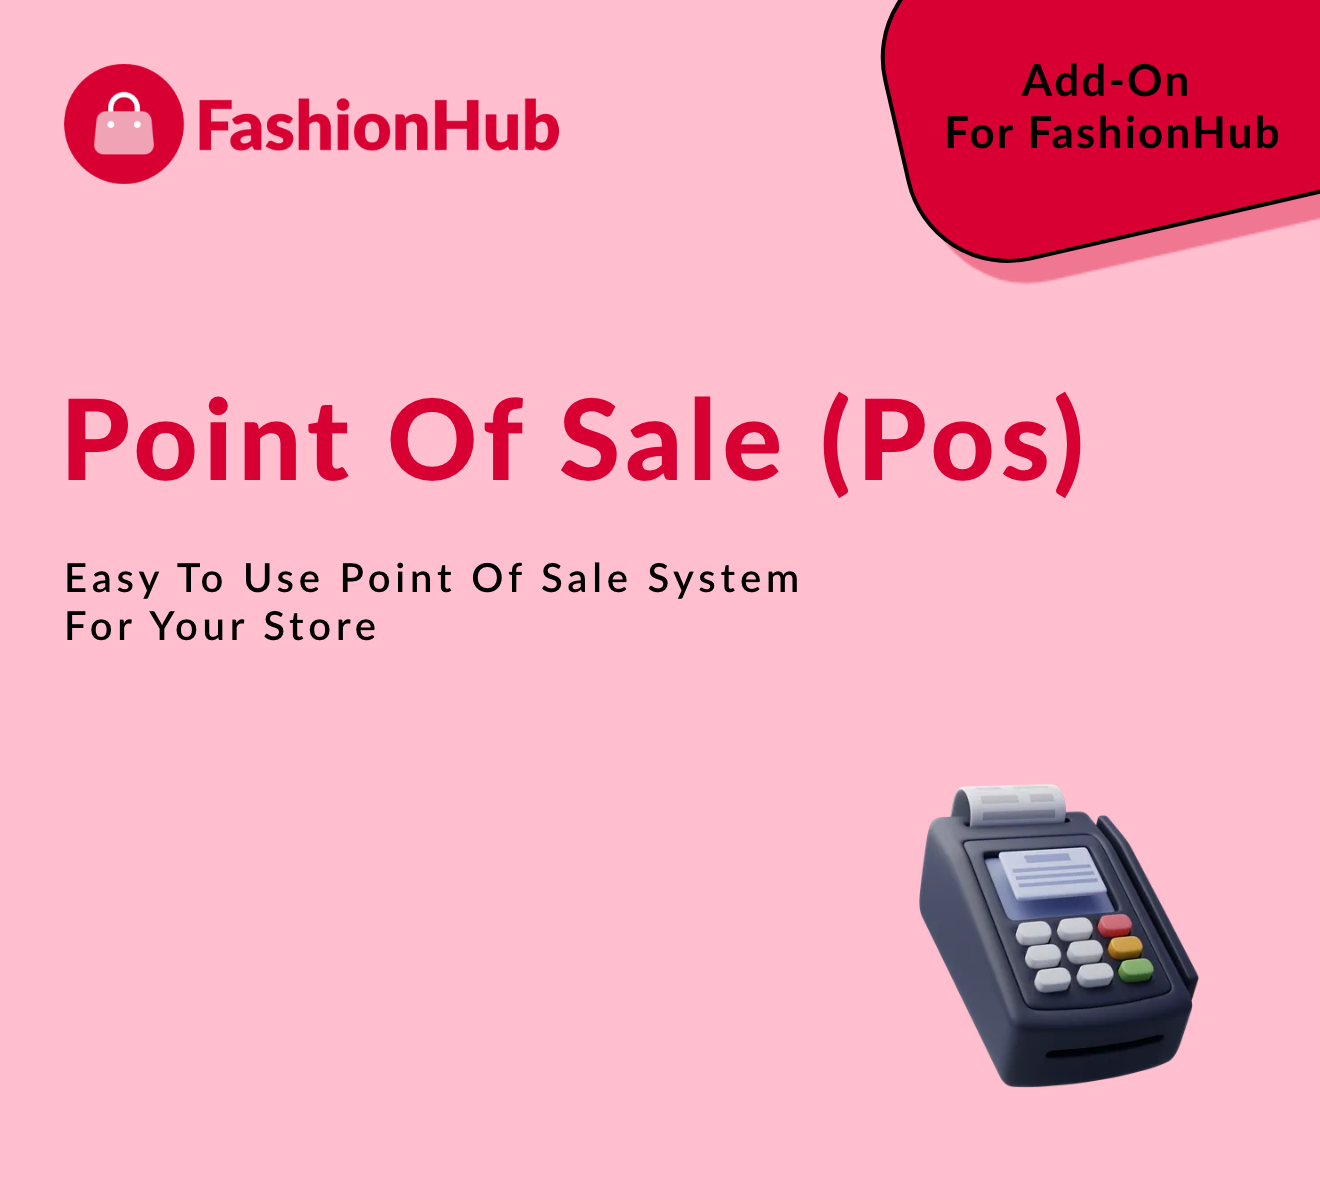 FashionHub
Add-On
For FashionHub
Point Of Sale (Pos)
Easy To Use Point Of Sale System
For Your Store